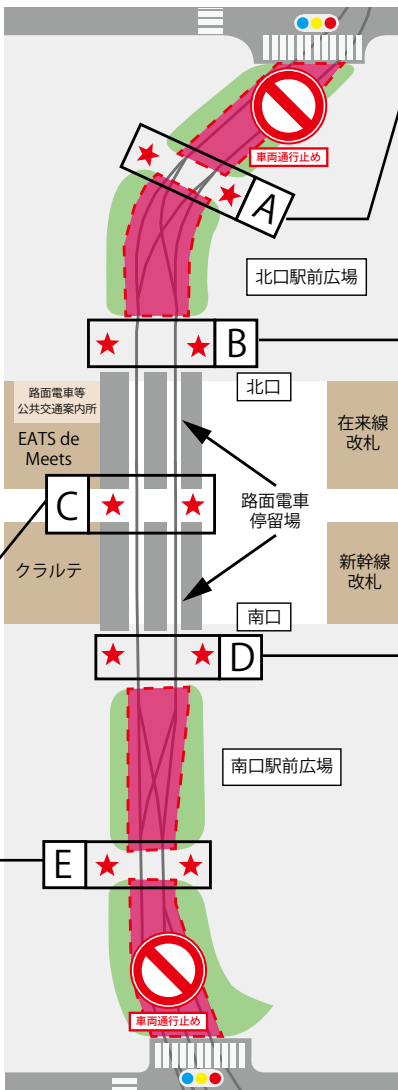 車両通行止め
A
北口駅前広場
B
路面電車等
公共交通案内所
北口
EATS de
Meets
在来線
改札
C
路面電車
停留場
クラルテ
新幹線
改札
南口
D
南口駅前広場
E
車両通行止め